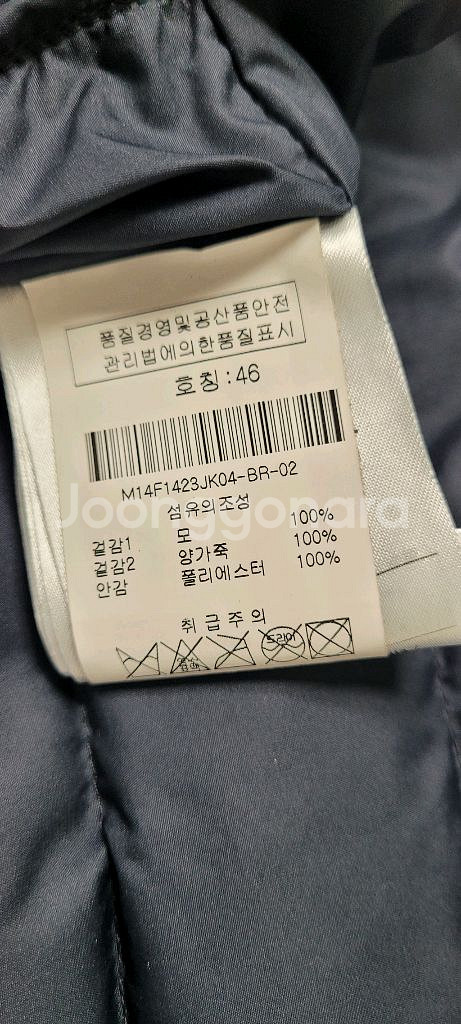 품질경영및공산품안전
관리법에의한품질표시
호칭:46
M14F1423JK04-BR-02
섬유의조성
겉감1 모 100%
겉감2 양가죽 100%
안감 폴리에스터 100%
취급주의
드라이
Joonggonara